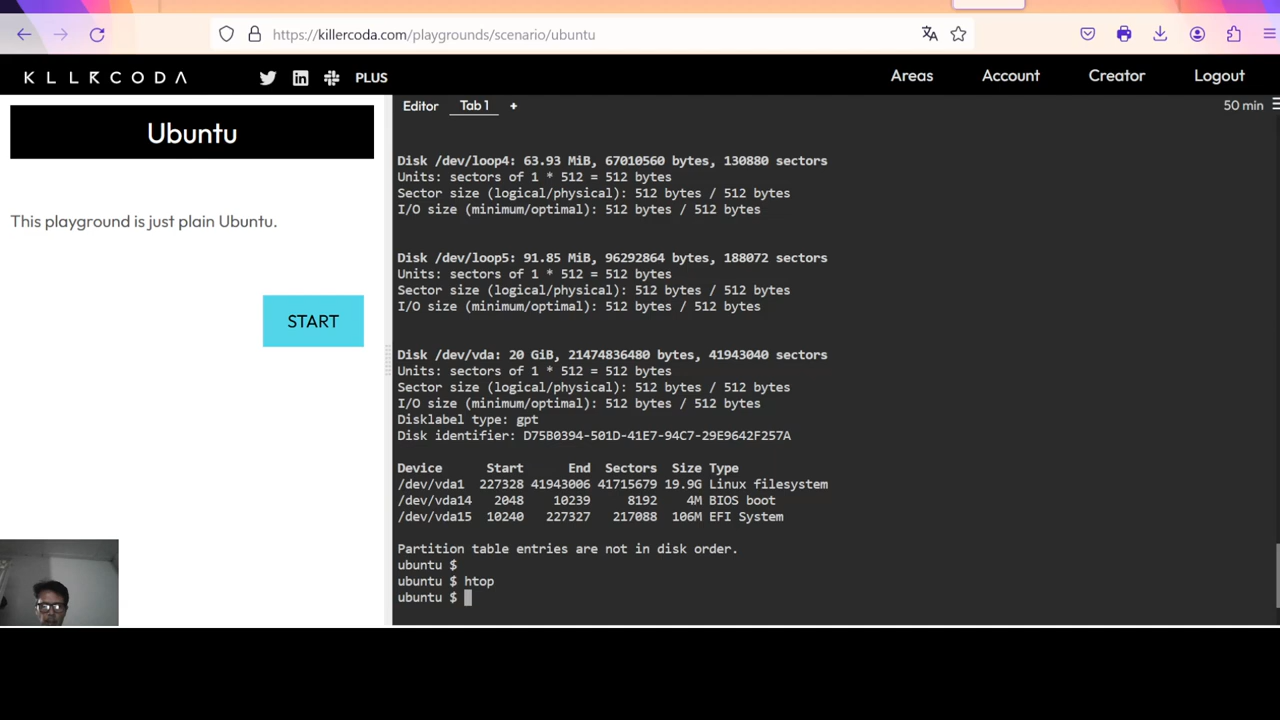 https://killercoda.com/playgrounds/scenario/ubuntu
KLLRCODA PLUS Areas Account Creator Logout
Ubuntu
This playground is just plain Ubuntu.
START
Editor Tab 1 + 50 min
Disk /dev/loop4: 63.93 MiB, 67010560 bytes, 130880 sectors
Units: sectors of 1 * 512 = 512 bytes
Sector size (logical/physical): 512 bytes / 512 bytes
I/O size (minimum/optimal): 512 bytes / 512 bytes
Disk /dev/loop5: 91.85 MiB, 96292864 bytes, 188072 sectors
Units: sectors of 1 * 512 = 512 bytes
Sector size (logical/physical): 512 bytes / 512 bytes
I/O size (minimum/optimal): 512 bytes / 512 bytes
Disk /dev/vda: 20 GiB, 21474836480 bytes, 41943040 sectors
Units: sectors of 1 * 512 = 512 bytes
Sector size (logical/physical): 512 bytes / 512 bytes
I/O size (minimum/optimal): 512 bytes / 512 bytes
Disklabel type: gpt
Disk identifier: D75B0394-501D-41E7-94C7-29E9642F257A
Device Start End Sectors Size Type
/dev/vda1 227328 41943006 41715679 19.9G Linux filesystem
/dev/vda14 2048 10239 8192 4M BIOS boot
/dev/vda15 10240 227327 217088 106M EFI System
Partition table entries are not in disk order.
ubuntu $
ubuntu $ htop
ubuntu $